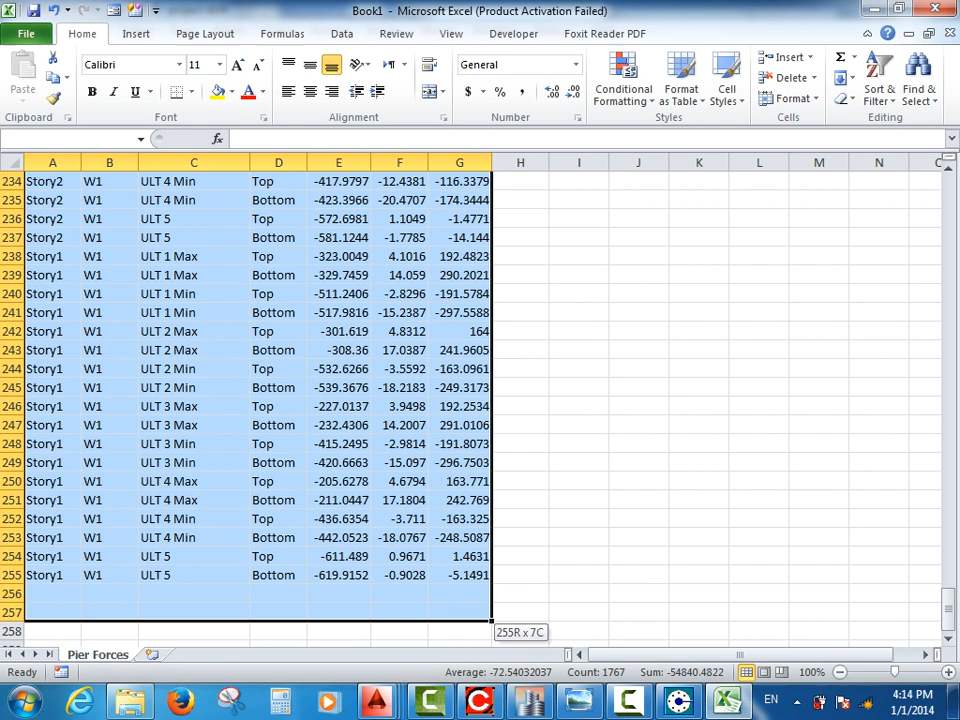 Book1 - Microsoft Excel (Product Activation Failed)
File Home Insert Page Layout Formulas Data Review View Developer Foxit Reader PDF
Paste Calibri 11 General Conditional Formatting Format as Table Cell Styles Insert Delete Format Sort & Filter Find & Select
Clipboard Font Alignment Number Styles Cells Editing
A B C D E F G H I J K L M N
234 Story2 W1 ULT 4 Min Top -417.9797 -12.4381 -116.3379
235 Story2 W1 ULT 4 Min Bottom -423.3966 -20.4707 -174.3444
236 Story2 W1 ULT 5 Top -572.6981 1.1049 -1.4771
237 Story2 W1 ULT 5 Bottom -581.1244 -1.7785 -14.144
238 Story1 W1 ULT 1 Max Top -323.0049 4.1016 192.4823
239 Story1 W1 ULT 1 Max Bottom -329.7459 14.059 290.2021
240 Story1 W1 ULT 1 Min Top -511.2406 -2.8296 -191.5784
241 Story1 W1 ULT 1 Min Bottom -517.9816 -15.2387 -297.5588
242 Story1 W1 ULT 2 Max Top -301.619 4.8312 164
243 Story1 W1 ULT 2 Max Bottom -308.36 17.0387 241.9605
244 Story1 W1 ULT 2 Min Top -532.6266 -3.5592 -163.0961
245 Story1 W1 ULT 2 Min Bottom -539.3676 -18.2183 -249.3173
246 Story1 W1 ULT 3 Max Top -227.0137 3.9498 192.2534
247 Story1 W1 ULT 3 Max Bottom -232.4306 14.2007 291.0106
248 Story1 W1 ULT 3 Min Top -415.2495 -2.9814 -191.8073
249 Story1 W1 ULT 3 Min Bottom -420.6663 -15.097 -296.7503
250 Story1 W1 ULT 4 Max Top -205.6278 4.6794 163.771
251 Story1 W1 ULT 4 Max Bottom -211.0447 17.1804 242.769
252 Story1 W1 ULT 4 Min Top -436.6354 -3.711 -163.325
253 Story1 W1 ULT 4 Min Bottom -442.0523 -18.0767 -248.5087
254 Story1 W1 ULT 5 Top -611.489 0.9671 1.4631
255 Story1 W1 ULT 5 Bottom -619.9152 -0.9028 -5.1491
256
257
258 255R x 7C
Pier Forces
Ready Average: -72.54032037 Count: 1767 Sum: -54840.4822 100%
EN 4:14 PM
1/1/2014